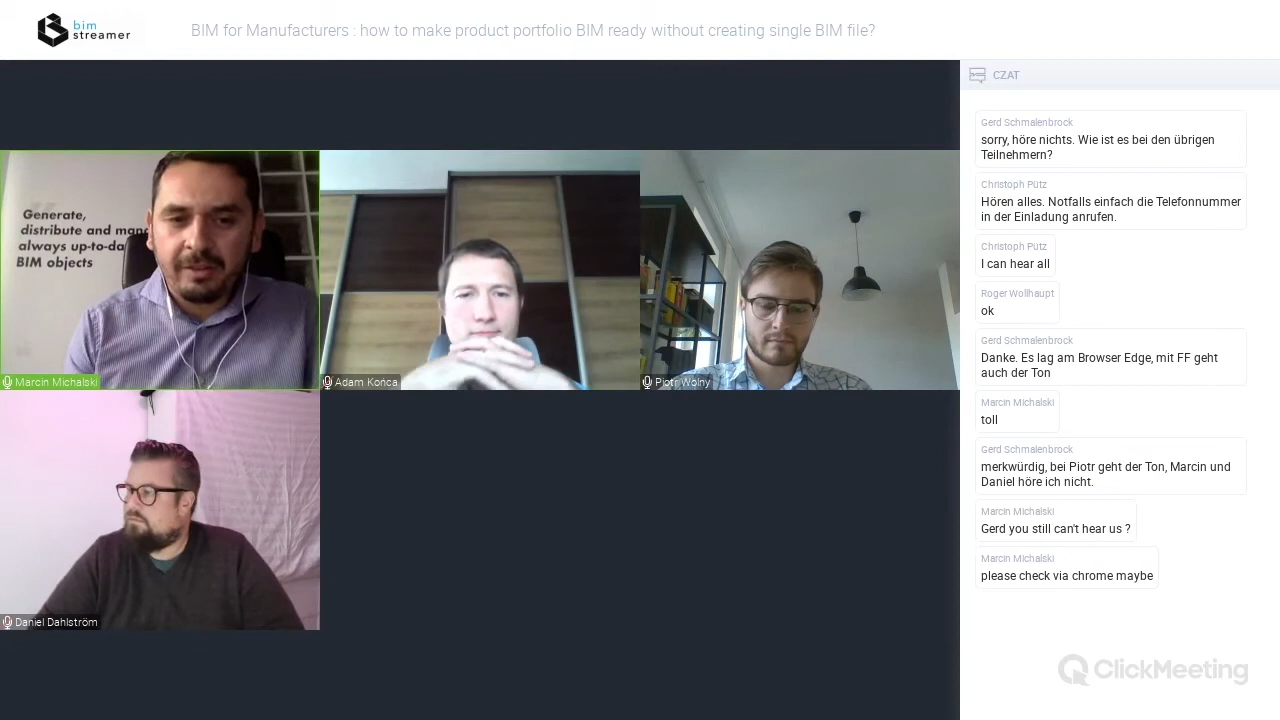 bim
streamer
BIM for Manufacturers : how to make product portfolio BIM ready without creating single BIM file?
Generate,
distribute and
always
BIM objects
Marcin Michalski
Adam Końca
Piotr Wolny
Daniel Dahlström
CZAT
Gerd Schmalenbrock
sorry, höre nichts. Wie ist es bei den übrigen
Teilnehmern?
Christoph Pütz
Hören alles. Notfalls einfach die Telefonnummer
in der Einladung anrufen.
Christoph Pütz
I can hear all
Roger Wollhaupt
ok
Gerd Schmalenbrock
Danke. Es lag am Browser Edge, mit FF geht
auch der Ton
Marcin Michalski
toll
Gerd Schmalenbrock
merkwürdig, bei Piotr geht der Ton, Marcin und
Daniel höre ich nicht.
Marcin Michalski
Gerd you still can't hear us ?
Marcin Michalski
please check via chrome maybe
ClickMeeting